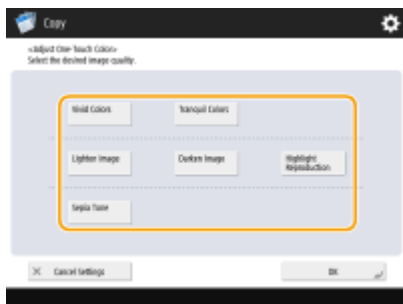 Copy
<Adjust One-Touch Color>
Select the desired image quality.
Vivid Colors
Tranquil Colors
Lighten Image
Darken Image
Highlight
Reproduction
Sepia Tone
Cancel Settings
OK